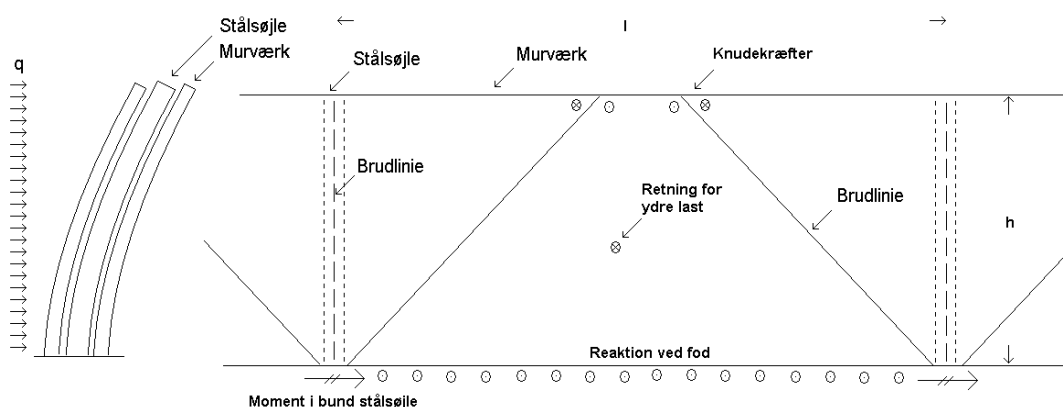 Stålsøjle
Murværk
q
Stålsøjle
Murværk
l
Knudekræfter
Brudlinie
Retning for
ydre last
Brudlinie
h
Reaktion ved fod
Moment i bund stålsøjle